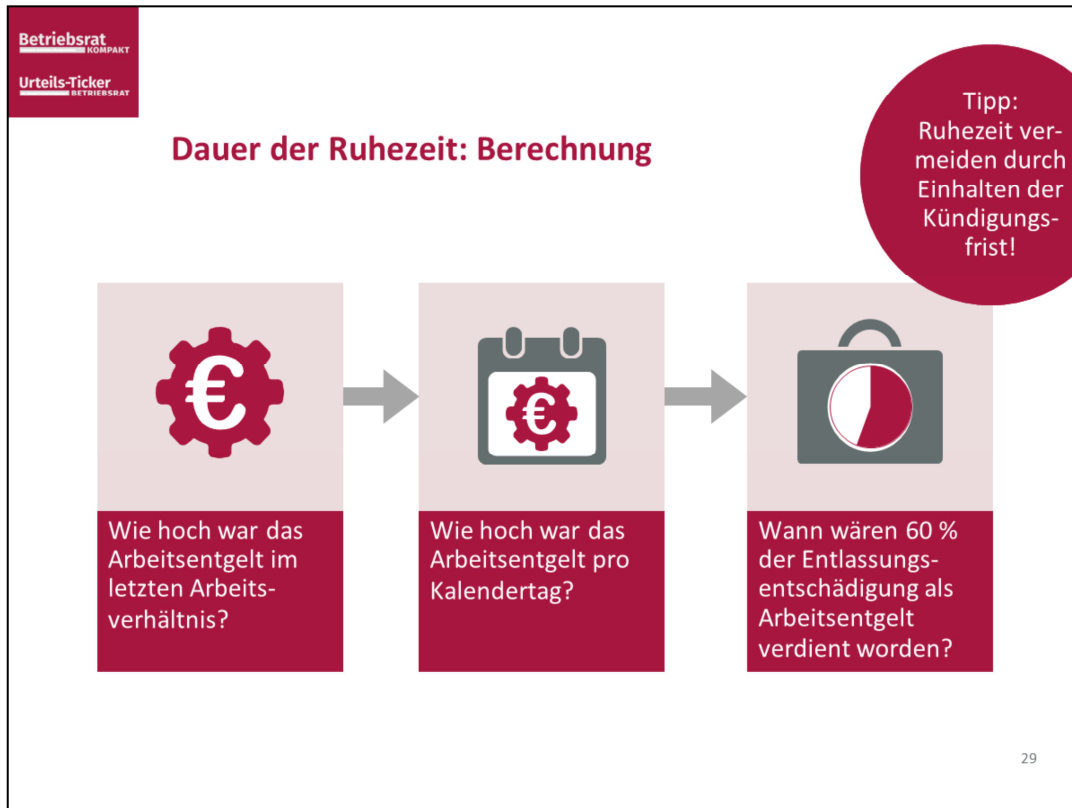 Betriebsrat
KOMPAKT
Urteils-Ticker
BETRIEBSRAT
Dauer der Ruhezeit: Berechnung
Tipp:
Ruhezeit ver-
meiden durch
Einhalten der
Kündigungs-
frist!
€
€
Wie hoch war das
Arbeitsentgelt im
letzten Arbeits-
verhältnis?
Wie hoch war das
Arbeitsentgelt pro
Kalendertag?
Wann wären 60 %
der Entlassungs-
entschädigung als
Arbeitsentgelt
verdient worden?
29